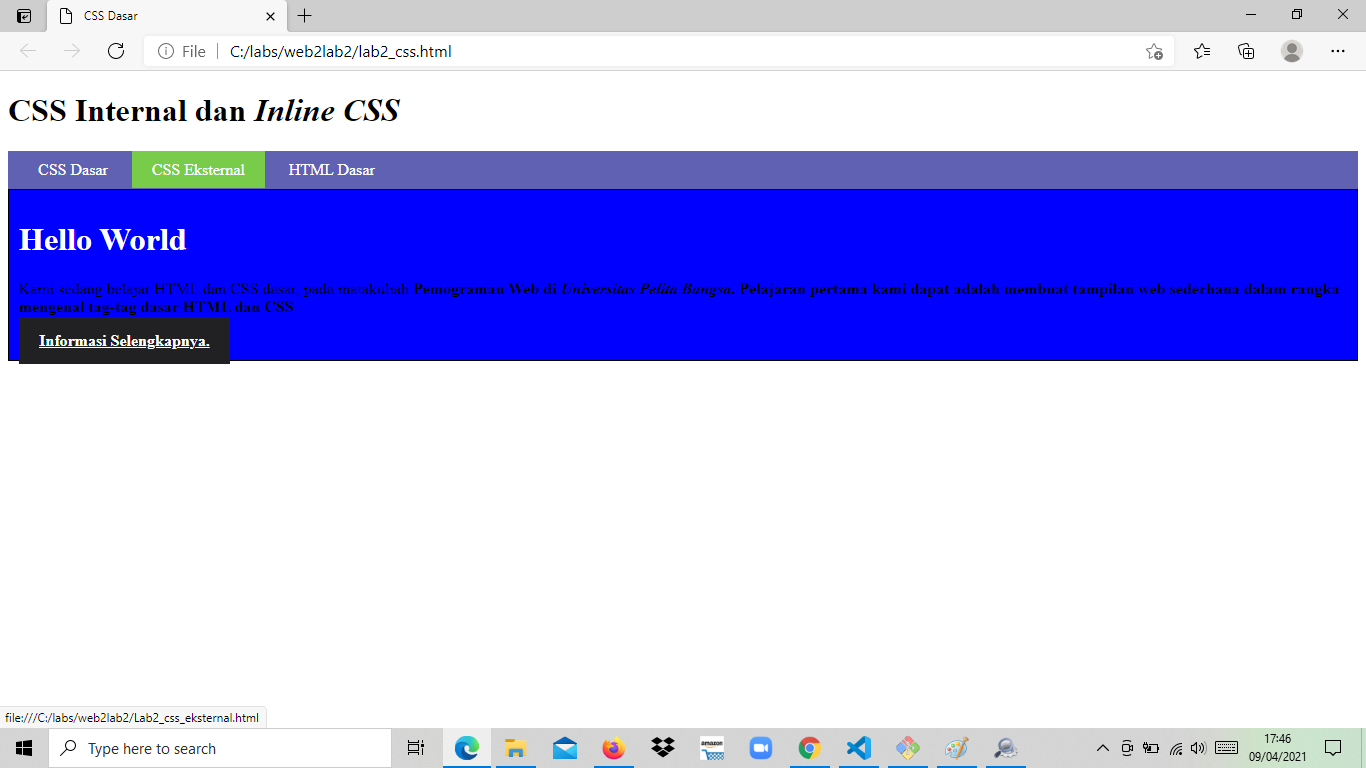 CSS Dasar
File
C:/labs/web2lab2/lab2_css.html
CSS Internal dan Inline CSS
CSS Dasar CSS Eksternal HTML Dasar
Hello World
Kami sedang belajar HTML dan CSS dasar, pada matakuliah Pemograman Web di Universitas Pelita Bangsa. Pelajaran pertama kami dapat adalah membuat tampilan web sederhana dalam rangka
mengenal tag-tag dasar HTML dan CSS
Informasi Selengkapnya.
file:///C:/labs/web2lab2/Lab2_css_eksternal.html
Type here to search
amazon
17:46
09/04/2021